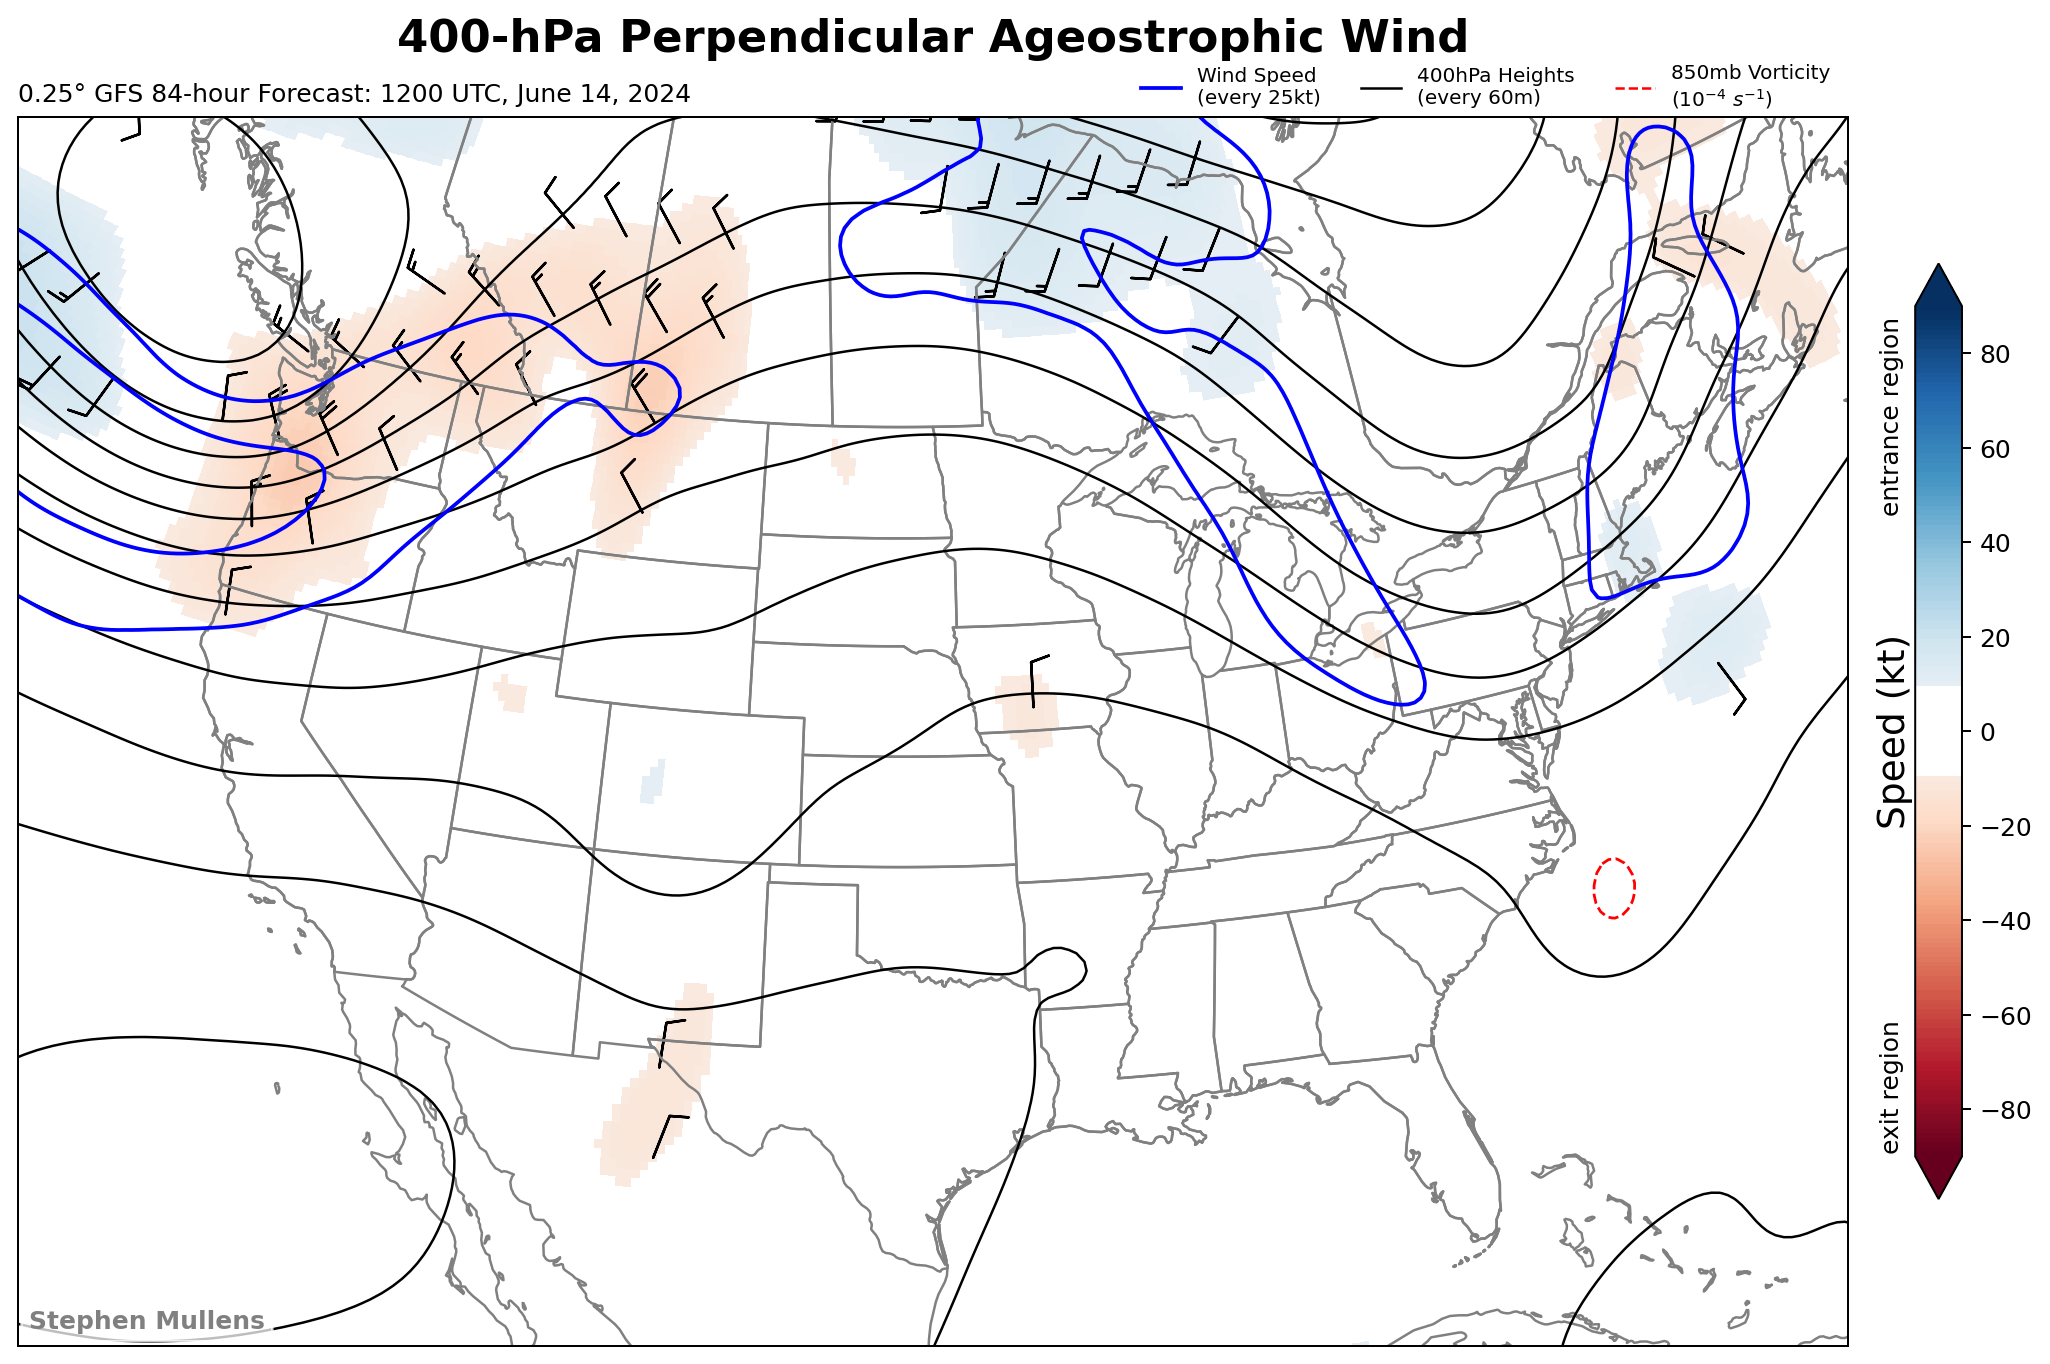 400-hPa Perpendicular Ageostrophic Wind
0.25° GFS 84-hour Forecast: 1200 UTC, June 14, 2024
Wind Speed
(every 25kt)
400hPa Heights
(every 60m)
850mb Vorticity
(10⁻⁴ s⁻¹)
entrance region
Speed (kt)
exit region
80
60
40
20
0
−20
−40
−60
−80
Stephen Mullens